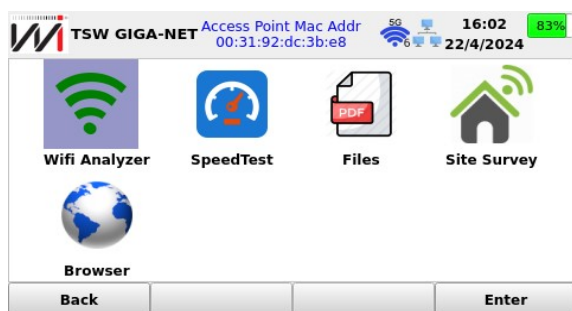 TSW GIGA-NET
Access Point Mac Addr
00:31:92:dc:3b:e8
5G
6
16:02
22/4/2024
83%
Wifi Analyzer
SpeedTest
PDF
Files
Site Survey
Browser
Back
Enter